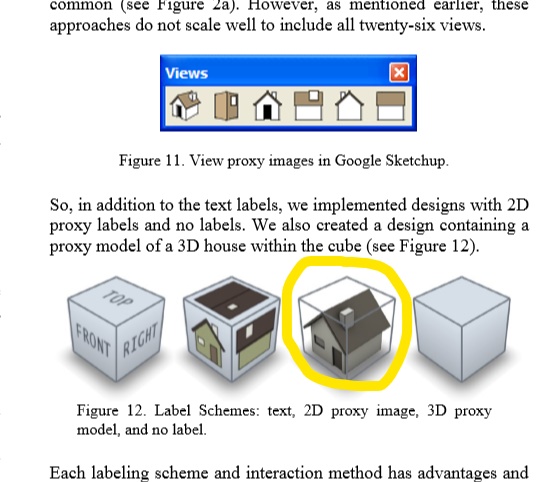 common (see Figure 2a). However, as mentioned earlier, these
approaches do not scale well to include all twenty-six views.
Views
Figure 11. View proxy images in Google Sketchup.
So, in addition to the text labels, we implemented designs with 2D
proxy labels and no labels. We also created a design containing a
proxy model of a 3D house within the cube (see Figure 12).
TOP
FRONT RIGHT
Figure 12. Label Schemes: text, 2D proxy image, 3D proxy
model, and no label.
Each labeling scheme and interaction method has advantages and